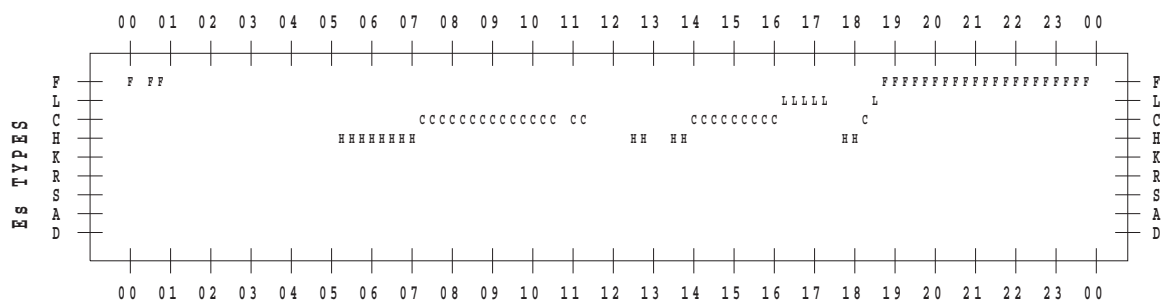 00 01 02 03 04 05 06 07 08 09 10 11 12 13 14 15 16 17 18 19 20 21 22 23 00
Es TYPES
F F FF FFFFFFFFFFFFFFFFFFFFF F
L LLLLL L L
C CCCCCCCCCCCCCC CC CCCCCCCCC C C
H HHHHHHHH HH HH HH H
K K
R R
S S
A A
D D
00 01 02 03 04 05 06 07 08 09 10 11 12 13 14 15 16 17 18 19 20 21 22 23 00